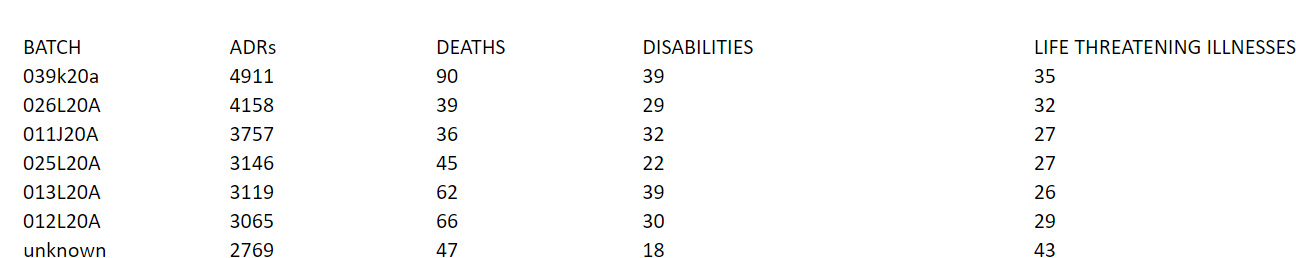 BATCH ADRs DEATHS DISABILITIES LIFE THREATENING ILLNESSES
039k20a 4911 90 39 35
026L20A 4158 39 29 32
011J20A 3757 36 32 27
025L20A 3146 45 22 27
013L20A 3119 62 39 26
012L20A 3065 66 30 29
unknown 2769 47 18 43